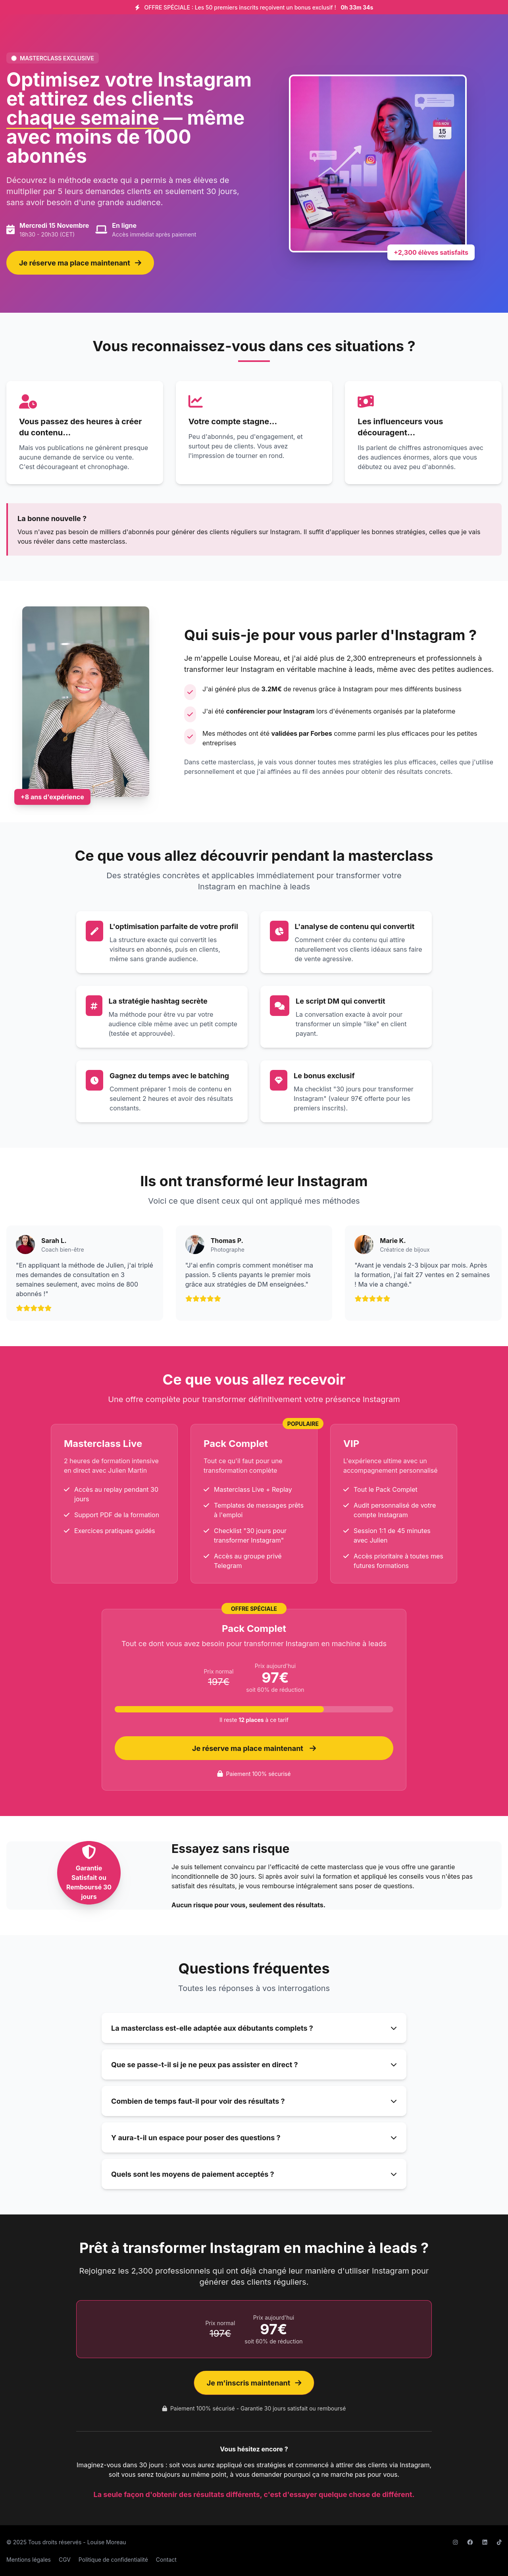 OFFRE SPÉCIALE : Les 50 premiers inscrits reçoivent un bonus exclusif ! 0h 33m 34s
MASTERCLASS EXCLUSIVE
Optimisez votre Instagram
et attirez des clients
chaque semaine — même
avec moins de 1000
abonnés
Découvrez la méthode exacte qui a permis à mes élèves de
multiplier par 5 leurs demandes clients en seulement 30 jours,
sans avoir besoin d'une grande audience.
Mercredi 15 Novembre
18h30 - 20h30 (CET)
En ligne
Accès immédiat après paiement
Je réserve ma place maintenant
15
NOV
Instagram
+2,300 élèves satisfaits
Vous reconnaissez-vous dans ces situations ?
Vous passez des heures à créer
du contenu...
Mais vos publications ne génèrent presque
aucune demande de service ou vente.
C'est décourageant et chronophage.
Votre compte stagne...
Peu d'abonnés, peu d'engagement, et
surtout peu de clients. Vous avez
l'impression de tourner en rond.
Les influenceurs vous
découragent...
Ils parlent de chiffres astronomiques avec
des audiences énormes, alors que vous
débutez ou avez peu d'abonnés.
La bonne nouvelle ?
Vous n'avez pas besoin de milliers d'abonnés pour générer des clients réguliers sur Instagram. Il suffit d'appliquer les bonnes stratégies, celles que je vais
vous révéler dans cette masterclass.
+8 ans d'expérience
Qui suis-je pour vous parler d'Instagram ?
Je m'appelle Louise Moreau, et j'ai aidé plus de 2,300 entrepreneurs et professionnels à
transformer leur Instagram en véritable machine à leads, même avec des petites audiences.
J'ai généré plus de 3.2M€ de revenus grâce à Instagram pour mes différents business
J'ai été conférencier pour Instagram lors d'événements organisés par la plateforme
Mes méthodes ont été validées par Forbes comme parmi les plus efficaces pour les petites
entreprises
Dans cette masterclass, je vais vous donner toutes mes stratégies les plus efficaces, celles que j'utilise
personnellement et que j'ai affinées au fil des années pour obtenir des résultats concrets.
Ce que vous allez découvrir pendant la masterclass
Des stratégies concrètes et applicables immédiatement pour transformer votre
Instagram en machine à leads
L'optimisation parfaite de votre profil
La structure exacte qui convertit les
visiteurs en abonnés, puis en clients,
même sans grande audience.
L'analyse de contenu qui convertit
Comment créer du contenu qui attire
naturellement vos clients idéaux sans faire
de vente agressive.
La stratégie hashtag secrète
Ma méthode pour être vu par votre
audience cible même avec un petit compte
(testée et approuvée).
Le script DM qui convertit
La conversation exacte à avoir pour
transformer un simple "like" en client
payant.
Gagnez du temps avec le batching
Comment préparer 1 mois de contenu en
seulement 2 heures et avoir des résultats
constants.
Le bonus exclusif
Ma checklist "30 jours pour transformer
Instagram" (valeur 97€ offerte pour les
premiers inscrits).
Ils ont transformé leur Instagram
Voici ce que disent ceux qui ont appliqué mes méthodes
Sarah L.
Coach bien-être
"En appliquant la méthode de Julien, j'ai triplé
mes demandes de consultation en 3
semaines seulement, avec moins de 800
abonnés !"
Thomas P.
Photographe
"J'ai enfin compris comment monétiser ma
passion. 5 clients payants le premier mois
grâce aux stratégies de DM enseignées."
Marie K.
Créatrice de bijoux
"Avant je vendais 2-3 bijoux par mois. Après
la formation, j'ai fait 27 ventes en 2 semaines
! Ma vie a changé."
Ce que vous allez recevoir
Une offre complète pour transformer définitivement votre présence Instagram
Masterclass Live
2 heures de formation intensive
en direct avec Julien Martin
Accès au replay pendant 30
jours
Support PDF de la formation
Exercices pratiques guidés
POPULAIRE
Pack Complet
Tout ce qu'il faut pour une
transformation complète
Masterclass Live + Replay
Templates de messages prêts
à l'emploi
Checklist "30 jours pour
transformer Instagram"
Accès au groupe privé
Telegram
VIP
L'expérience ultime avec un
accompagnement personnalisé
Tout le Pack Complet
Audit personnalisé de votre
compte Instagram
Session 1:1 de 45 minutes
avec Julien
Accès prioritaire à toutes mes
futures formations
OFFRE SPÉCIALE
Pack Complet
Tout ce dont vous avez besoin pour transformer Instagram en machine à leads
Prix normal
197€
Prix aujourd'hui
97€
soit 60% de réduction
Il reste 12 places à ce tarif
Je réserve ma place maintenant
Paiement 100% sécurisé
Garantie
Satisfait ou
Remboursé 30
jours
Essayez sans risque
Je suis tellement convaincu par l'efficacité de cette masterclass que je vous offre une garantie
inconditionnelle de 30 jours. Si après avoir suivi la formation et appliqué les conseils vous n'êtes pas
satisfait des résultats, je vous rembourse intégralement sans poser de questions.
Aucun risque pour vous, seulement des résultats.
Questions fréquentes
Toutes les réponses à vos interrogations
La masterclass est-elle adaptée aux débutants complets ?
Que se passe-t-il si je ne peux pas assister en direct ?
Combien de temps faut-il pour voir des résultats ?
Y aura-t-il un espace pour poser des questions ?
Quels sont les moyens de paiement acceptés ?
Prêt à transformer Instagram en machine à leads ?
Rejoignez les 2,300 professionnels qui ont déjà changé leur manière d'utiliser Instagram pour
générer des clients réguliers.
Prix normal
197€
Prix aujourd'hui
97€
soit 60% de réduction
Je m'inscris maintenant
Paiement 100% sécurisé - Garantie 30 jours satisfait ou remboursé
Vous hésitez encore ?
Imaginez-vous dans 30 jours : soit vous aurez appliqué ces stratégies et commencé à attirer des clients via Instagram,
soit vous serez toujours au même point, à vous demander pourquoi ça ne marche pas pour vous.
La seule façon d'obtenir des résultats différents, c'est d'essayer quelque chose de différent.
© 2025 Tous droits réservés - Louise Moreau
Mentions légales CGV Politique de confidentialité Contact